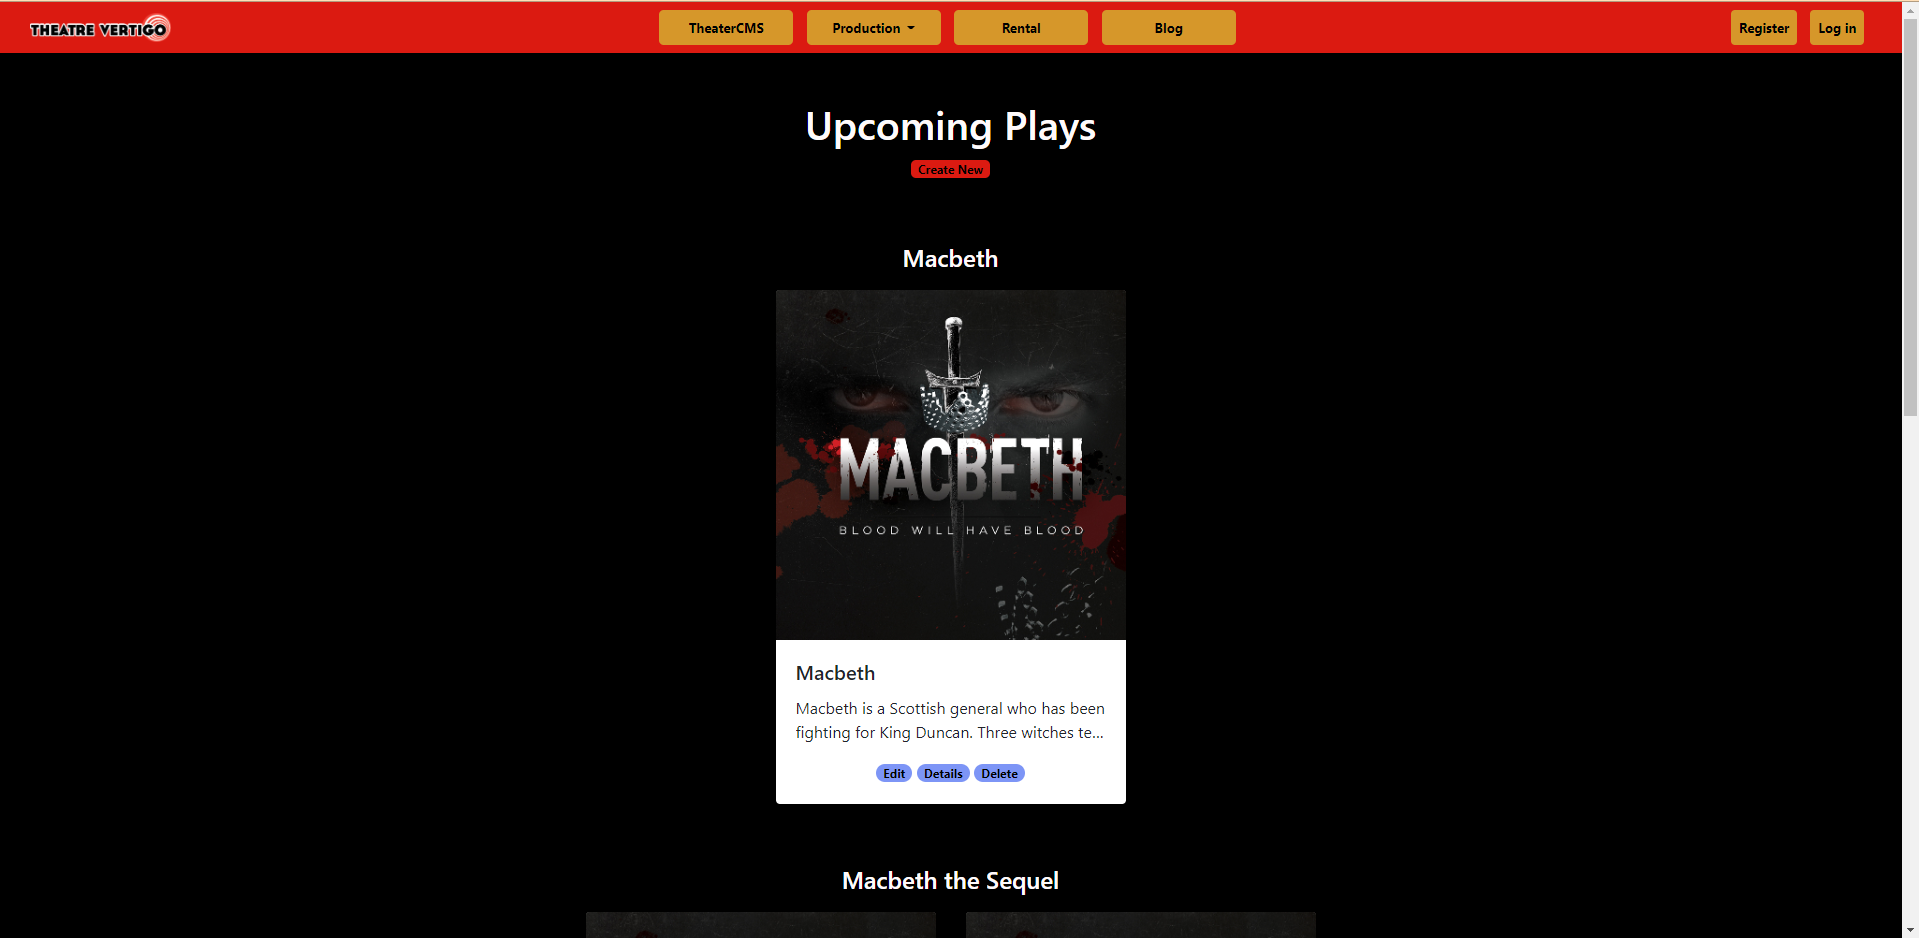 THEATRE VERTIGO
TheaterCMS
Production
Rental
Blog
Register
Log in
Upcoming Plays
Create New
Macbeth
MACBETH
BLOOD WILL HAVE BLOOD
Macbeth
Macbeth is a Scottish general who has been
fighting for King Duncan. Three witches te...
Edit
Details
Delete
Macbeth the Sequel